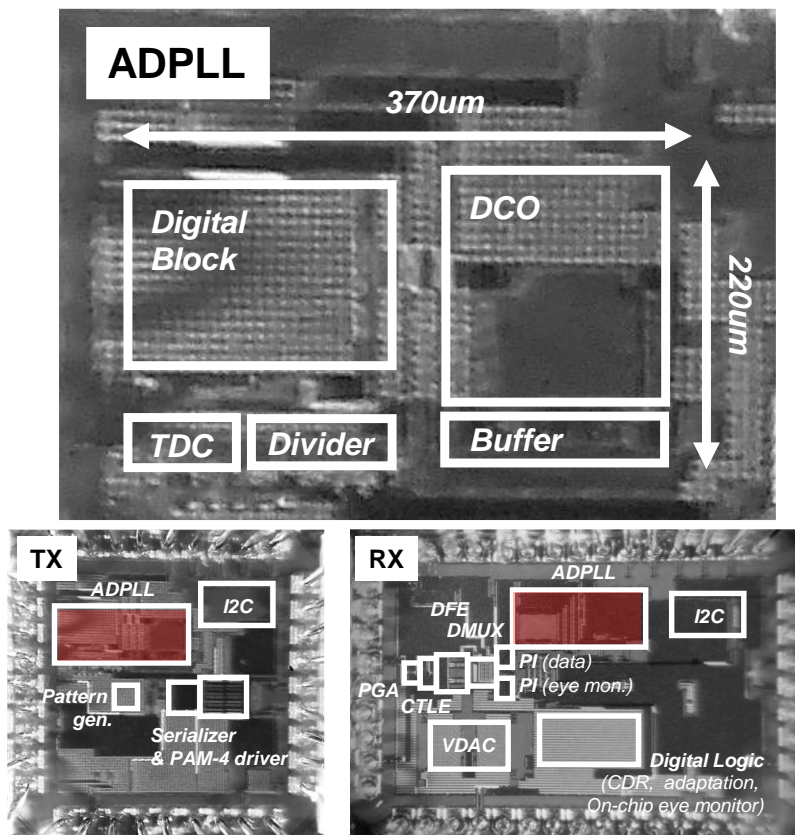 ADPLL
370um
Digital
Block
DCO
220um
TDC
Divider
Buffer
TX
ADPLL
I2C
Pattern
gen.
Serializer
& PAM-4 driver
RX
ADPLL
DFE
DMUX
I2C
PI (data)
PI (eye mon.)
PGA
CTLE
VDAC
Digital Logic
(CDR, adaptation,
On-chip eye monitor)